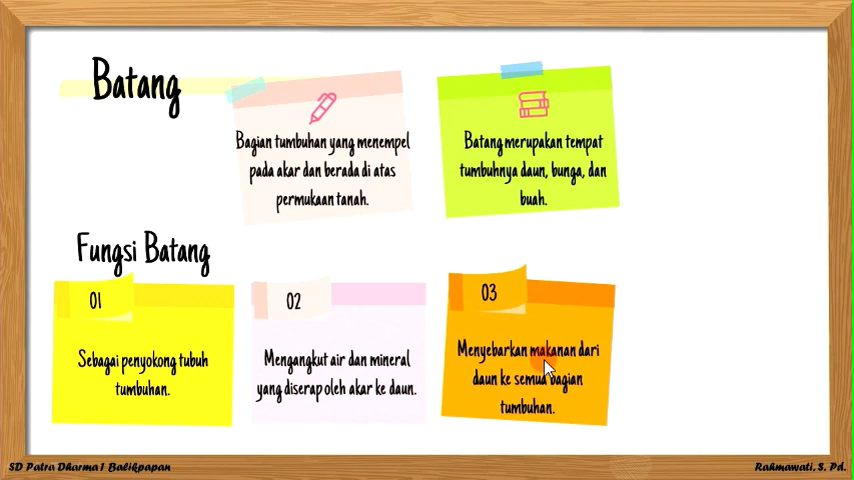 Batang
Bagian tumbuhan yang menempel
pada akar dan berada di atas
permukaan tanah.
Batang merupakan tempat
tumbuhnya daun, bunga, dan
buah.
Fungsi Batang
01
Sebagai penyokong tubuh
tumbuhan.
02
Mengangkut air dan mineral
yang diserap oleh akar ke daun.
03
Menyebarkan makanan dari
daun ke semua bagian
tumbuhan.
SD Patra Dharma 1 Balikpapan
Rahmawati, S. Pd.